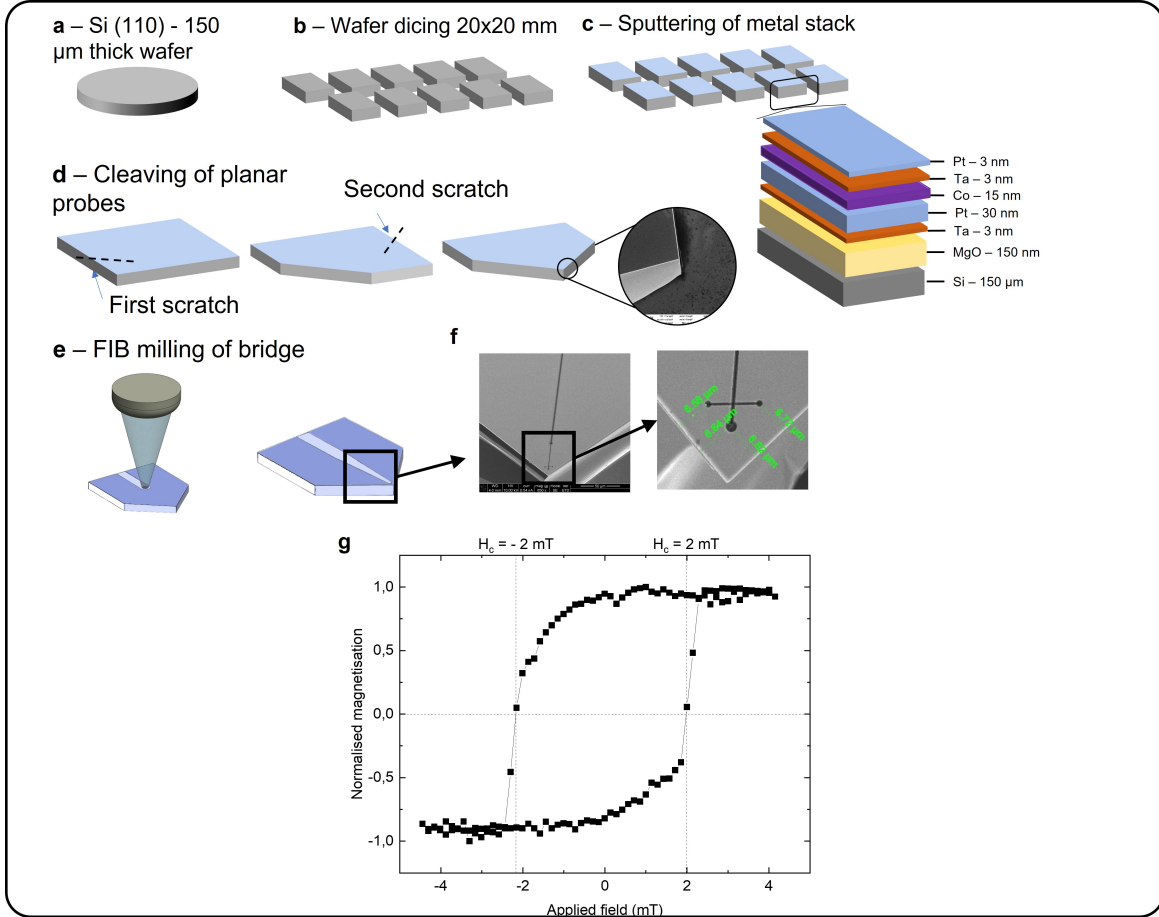 a – Si (110) - 150
µm thick wafer
b – Wafer dicing 20x20 mm
c – Sputtering of metal stack
Pt – 3 nm
Ta – 3 nm
Co – 15 nm
Pt – 30 nm
Ta – 3 nm
MgO – 150 nm
Si – 150 µm
d – Cleaving of planar
probes
Second scratch
First scratch
e – FIB milling of bridge
f
g
H_c = - 2 mT
H_c = 2 mT
1,0
0,5
0,0
-0,5
-1,0
Normalised magnetisation
-4
-2
0
2
4
Applied field (mT)